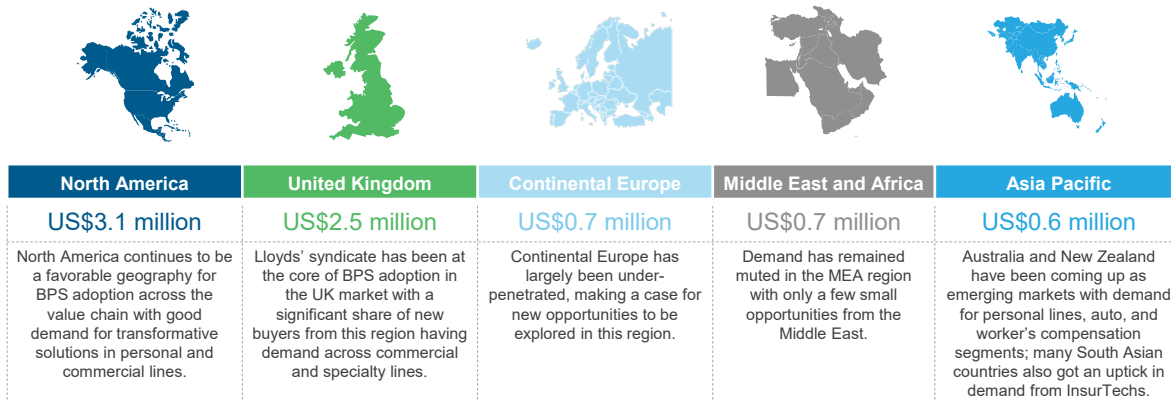 North America
US$3.1 million
North America continues to be
a favorable geography for
BPS adoption across the
value chain with good
demand for transformative
solutions in personal and
commercial lines.
United Kingdom
US$2.5 million
Lloyds' syndicate has been at
the core of BPS adoption in
the UK market with a
significant share of new
buyers from this region having
demand across commercial
and specialty lines.
Continental Europe
US$0.7 million
Continental Europe has
largely been under-
penetrated, making a case for
new opportunities to be
explored in this region.
Middle East and Africa
US$0.7 million
Demand has remained
muted in the MEA region
with only a few small
opportunities from the
Middle East.
Asia Pacific
US$0.6 million
Australia and New Zealand
have been coming up as
emerging markets with demand
for personal lines, auto, and
worker's compensation
segments; many South Asian
countries also got an uptick in
demand from InsurTechs.